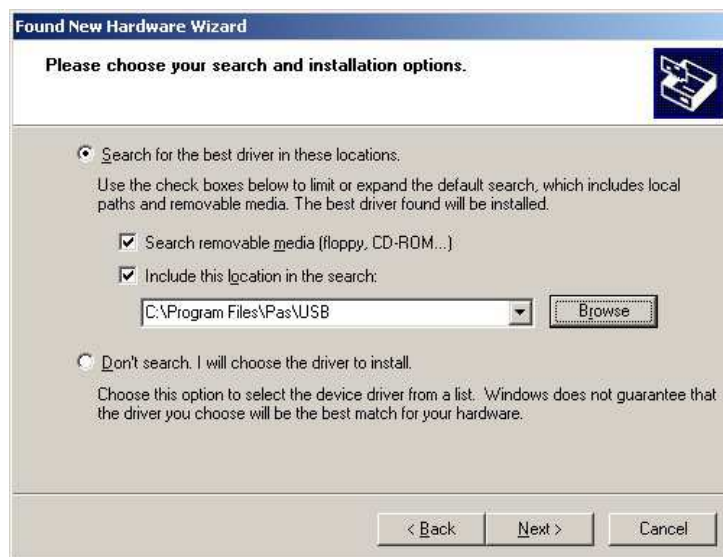 Found New Hardware Wizard
Please choose your search and installation options.
Search for the best driver in these locations.
Use the check boxes below to limit or expand the default search, which includes local
paths and removable media. The best driver found will be installed.
Search removable media (floppy, CD-ROM...)
Include this location in the search:
C:\Program Files\Pas\USB
Browse
Don't search. I will choose the driver to install.
Choose this option to select the device driver from a list.  Windows does not guarantee that
the driver you choose will be the best match for your hardware.
< Back
Next >
Cancel